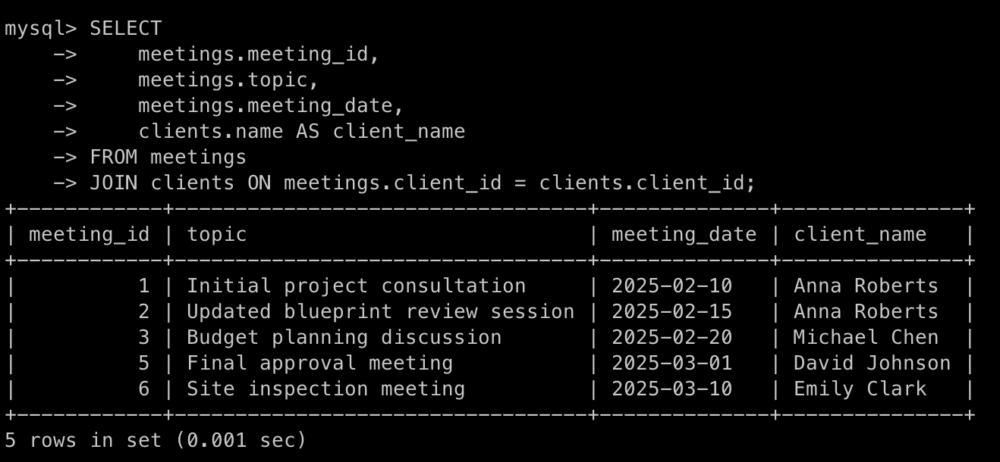 mysql> SELECT
    ->     meetings.meeting_id,
    ->     meetings.topic,
    ->     meetings.meeting_date,
    ->     clients.name AS client_name
    -> FROM meetings
    -> JOIN clients ON meetings.client_id = clients.client_id;
+------------+----------------------------------+--------------+---------------+
| meeting_id | topic                            | meeting_date | client_name   |
+------------+----------------------------------+--------------+---------------+
|          1 | Initial project consultation     | 2025-02-10   | Anna Roberts  |
|          2 | Updated blueprint review session | 2025-02-15   | Anna Roberts  |
|          3 | Budget planning discussion       | 2025-02-20   | Michael Chen  |
|          5 | Final approval meeting           | 2025-03-01   | David Johnson |
|          6 | Site inspection meeting          | 2025-03-10   | Emily Clark   |
+------------+----------------------------------+--------------+---------------+
5 rows in set (0.001 sec)